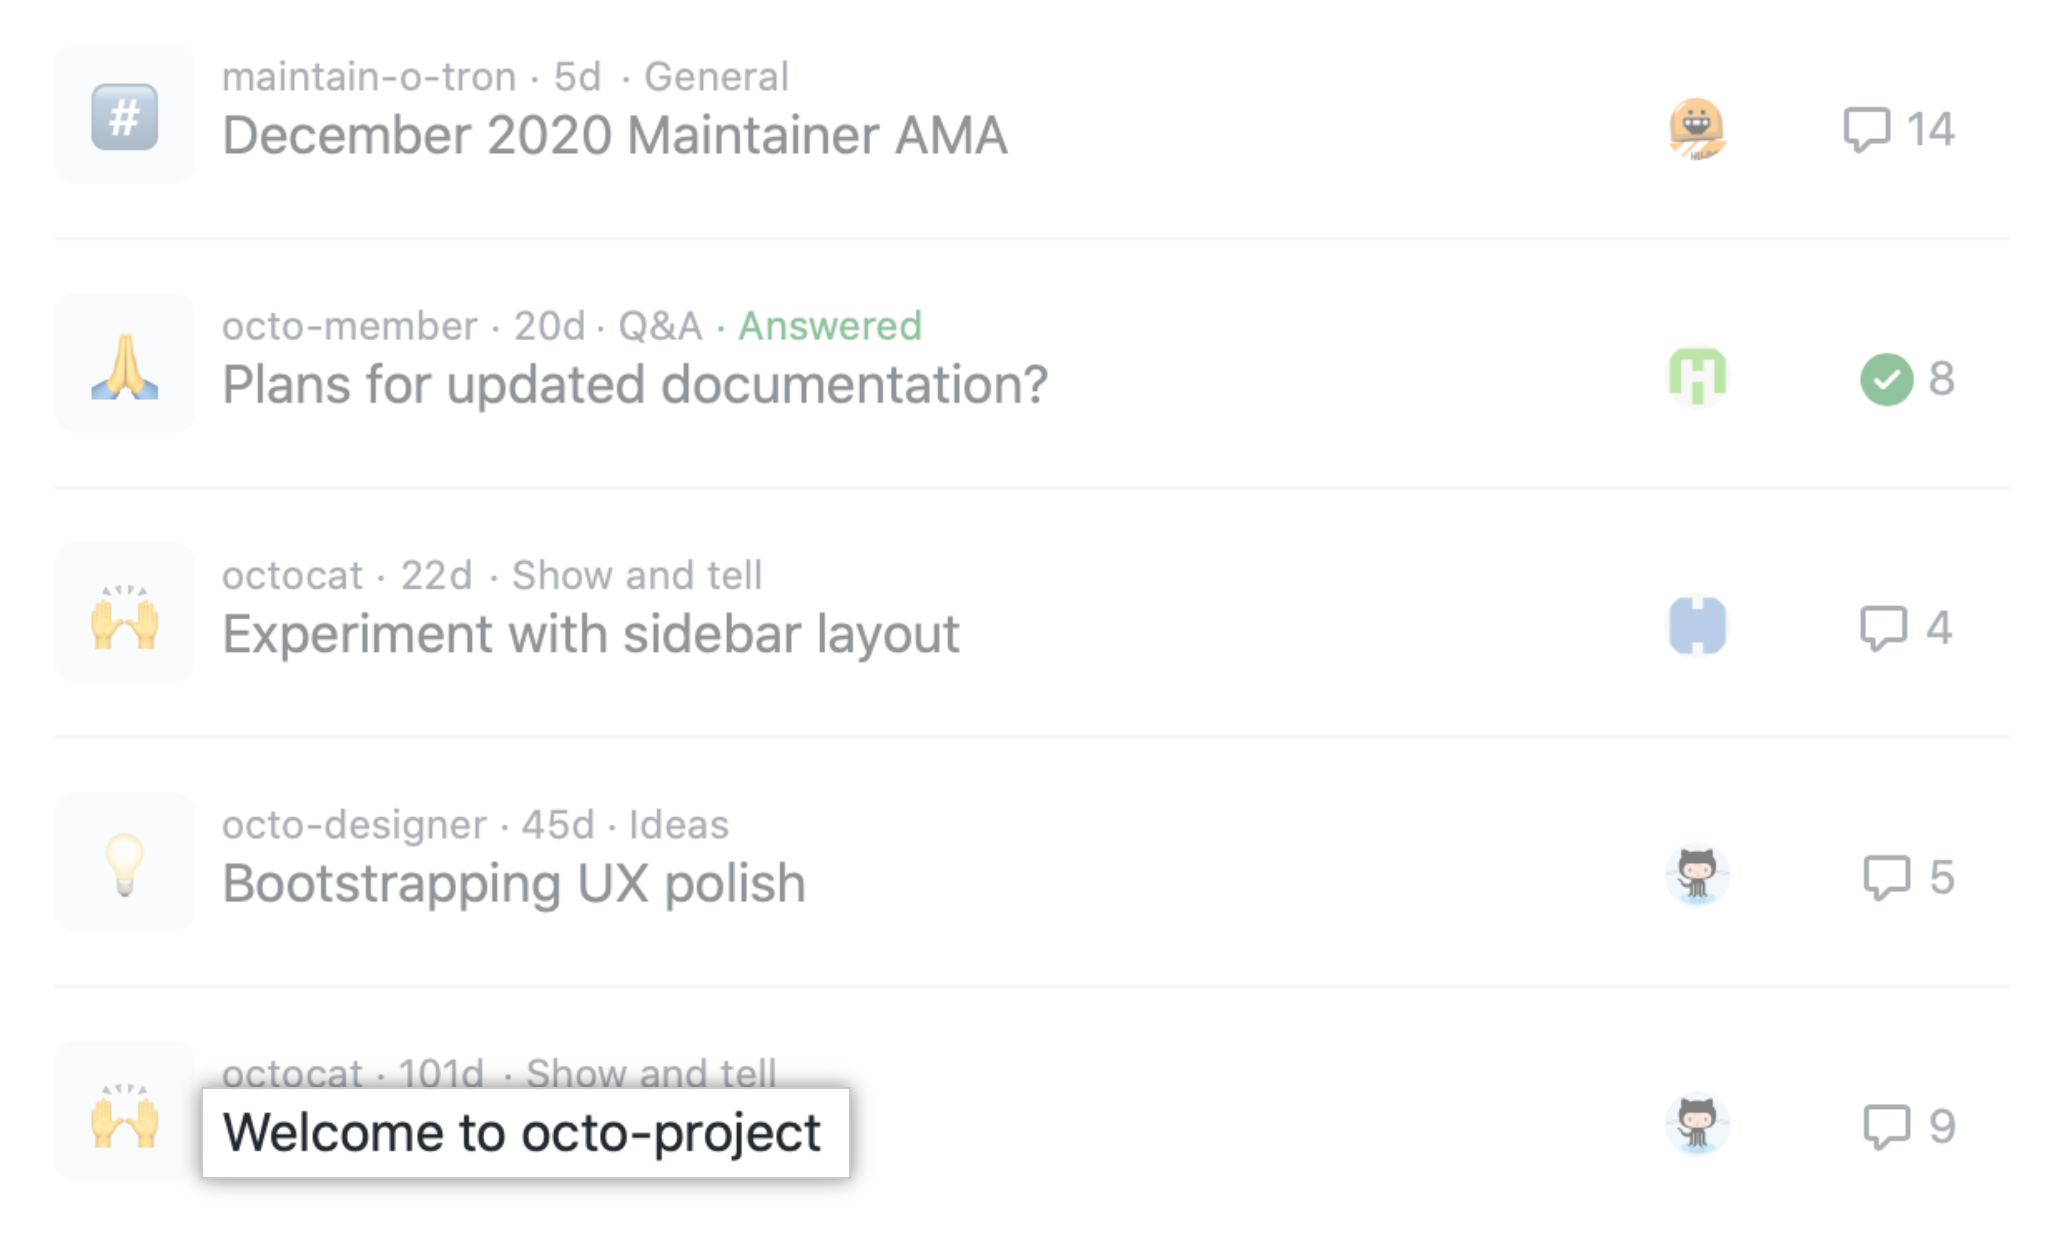 maintain-o-tron · 5d · General
December 2020 Maintainer AMA
14
octo-member · 20d · Q&A · Answered
Plans for updated documentation?
8
octocat · 22d · Show and tell
Experiment with sidebar layout
4
octo-designer · 45d · Ideas
Bootstrapping UX polish
5
octocat · 101d · Show and tell
Welcome to octo-project
9